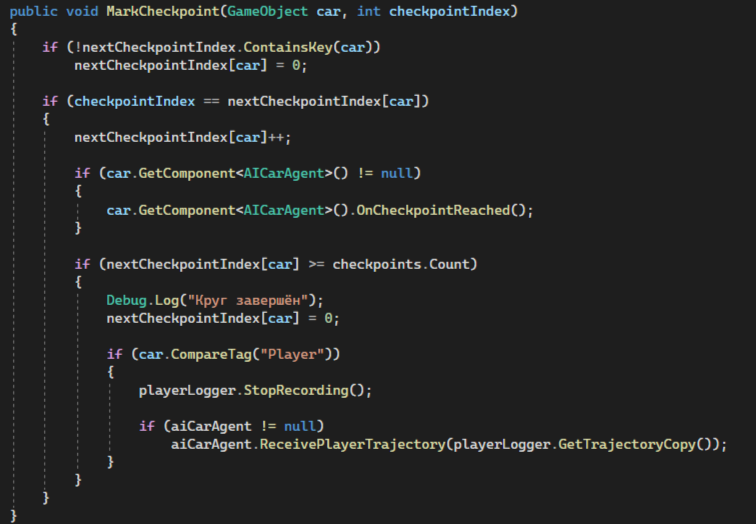 public void MarkCheckpoint(GameObject car, int checkpointIndex)
{
    if (!nextCheckpointIndex.ContainsKey(car))
        nextCheckpointIndex[car] = 0;

    if (checkpointIndex == nextCheckpointIndex[car])
    {
        nextCheckpointIndex[car]++;

        if (car.GetComponent<AICarAgent>() != null)
        {
            car.GetComponent<AICarAgent>().OnCheckpointReached();
        }

        if (nextCheckpointIndex[car] >= checkpoints.Count)
        {
            Debug.Log("Круг завершён");
            nextCheckpointIndex[car] = 0;

            if (car.CompareTag("Player"))
            {
                playerLogger.StopRecording();

                if (aiCarAgent != null)
                    aiCarAgent.ReceivePlayerTrajectory(playerLogger.GetTrajectoryCopy());
            }
        }
    }
}